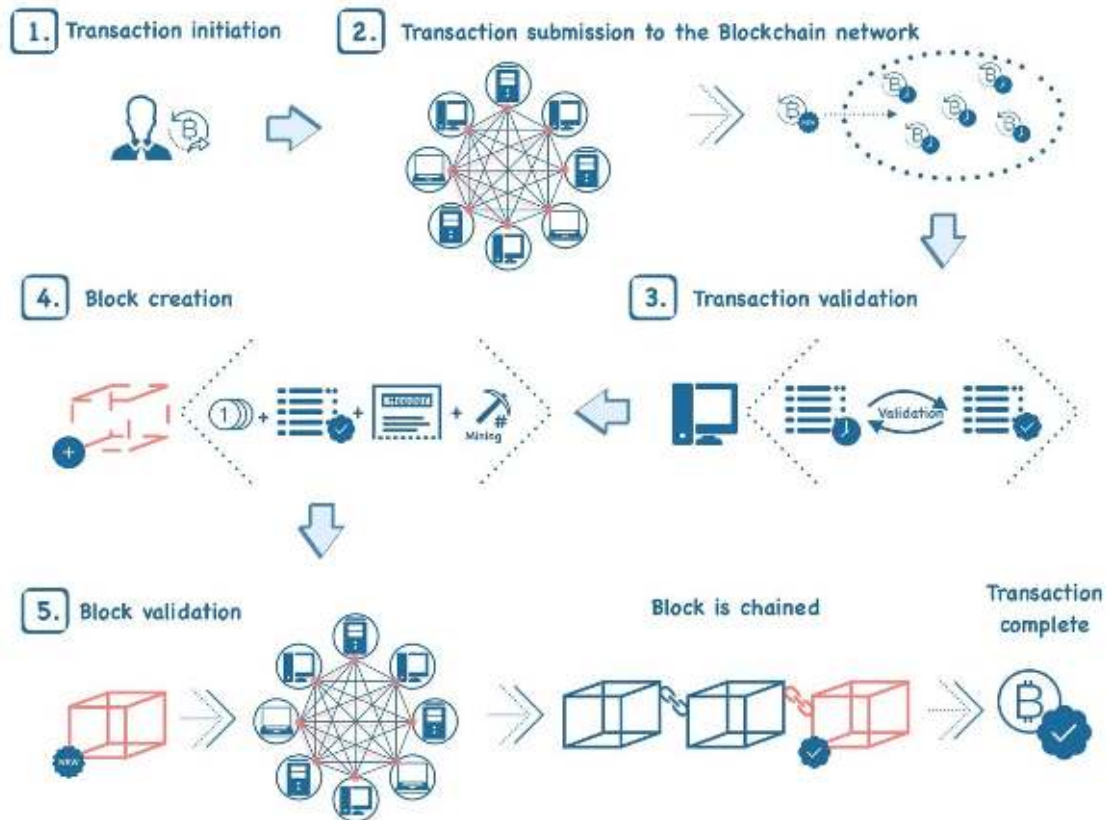 1. Transaction initiation
2. Transaction submission to the Blockchain network
4. Block creation
3. Transaction validation
1
#
Mining
Validation
5. Block validation
Block is chained
Transaction
complete
NEW